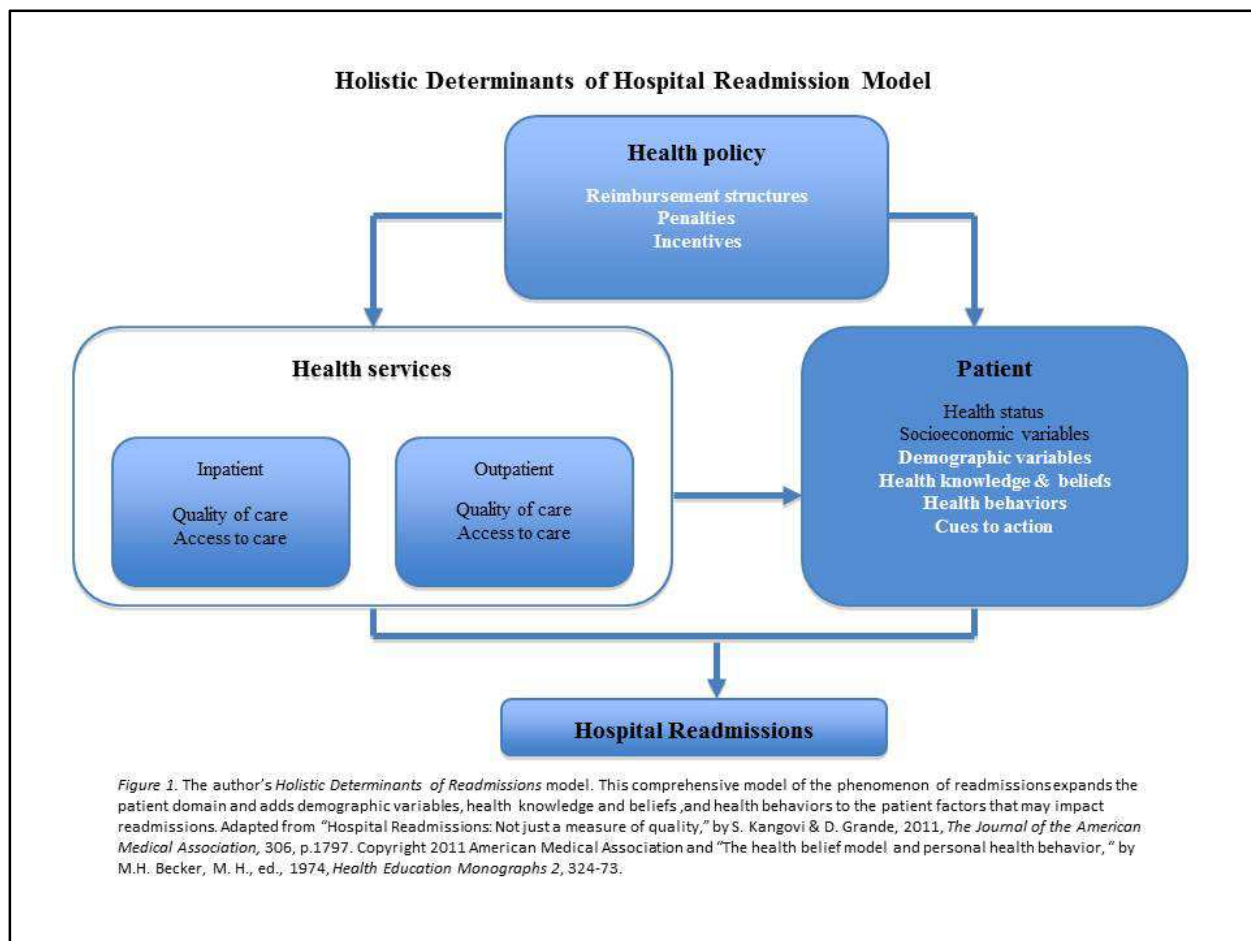 Holistic Determinants of Hospital Readmission Model
Health policy
Reimbursement structures
Penalties
Incentives
Health services
Inpatient
Quality of care
Access to care
Outpatient
Quality of care
Access to care
Patient
Health status
Socioeconomic variables
Demographic variables
Health knowledge & beliefs
Health behaviors
Cues to action
Hospital Readmissions
Figure 1. The author's Holistic Determinants of Readmissions model. This comprehensive model of the phenomenon of readmissions expands the
patient domain and adds demographic variables, health knowledge and beliefs ,and health behaviors to the patient factors that may impact
readmissions. Adapted from "Hospital Readmissions: Not just a measure of quality," by S. Kangovi & D. Grande, 2011, The Journal of the American
Medical Association, 306, p.1797. Copyright 2011 American Medical Association and "The health belief model and personal health behavior, " by
M.H. Becker, M. H., ed., 1974, Health Education Monographs 2, 324-73.